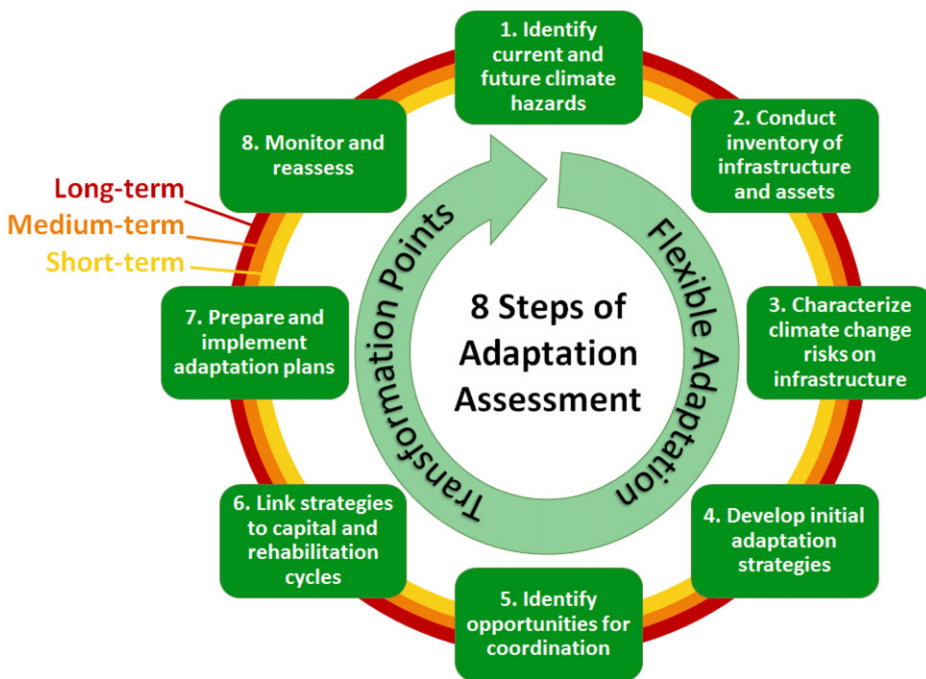 1. Identify
current and
future climate
hazards
2. Conduct
inventory of
infrastructure
and assets
3. Characterize
climate change
risks on
infrastructure
4. Develop initial
adaptation
strategies
5. Identify
opportunities for
coordination
6. Link strategies
to capital and
rehabilitation
cycles
7. Prepare and
implement
adaptation plans
8. Monitor and
reassess
Long-term
Medium-term
Short-term
Flexible Adaptation
Transformation Points
8 Steps of
Adaptation
Assessment